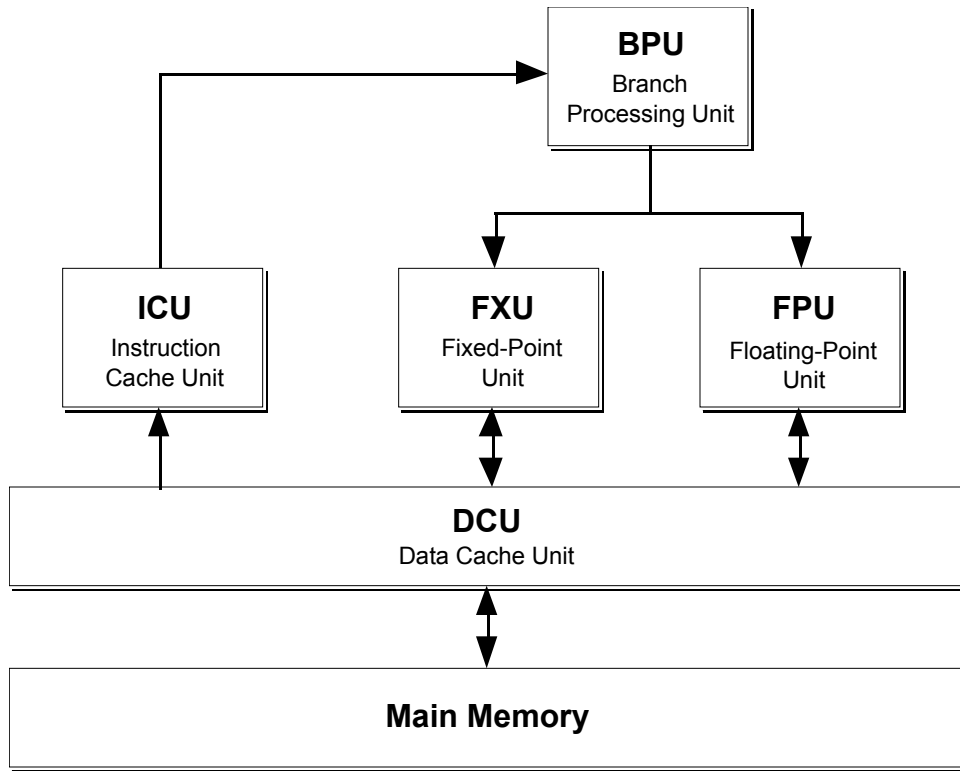 BPU
Branch
Processing Unit
ICU
Instruction
Cache Unit
FXU
Fixed-Point
Unit
FPU
Floating-Point
Unit
DCU
Data Cache Unit
Main Memory